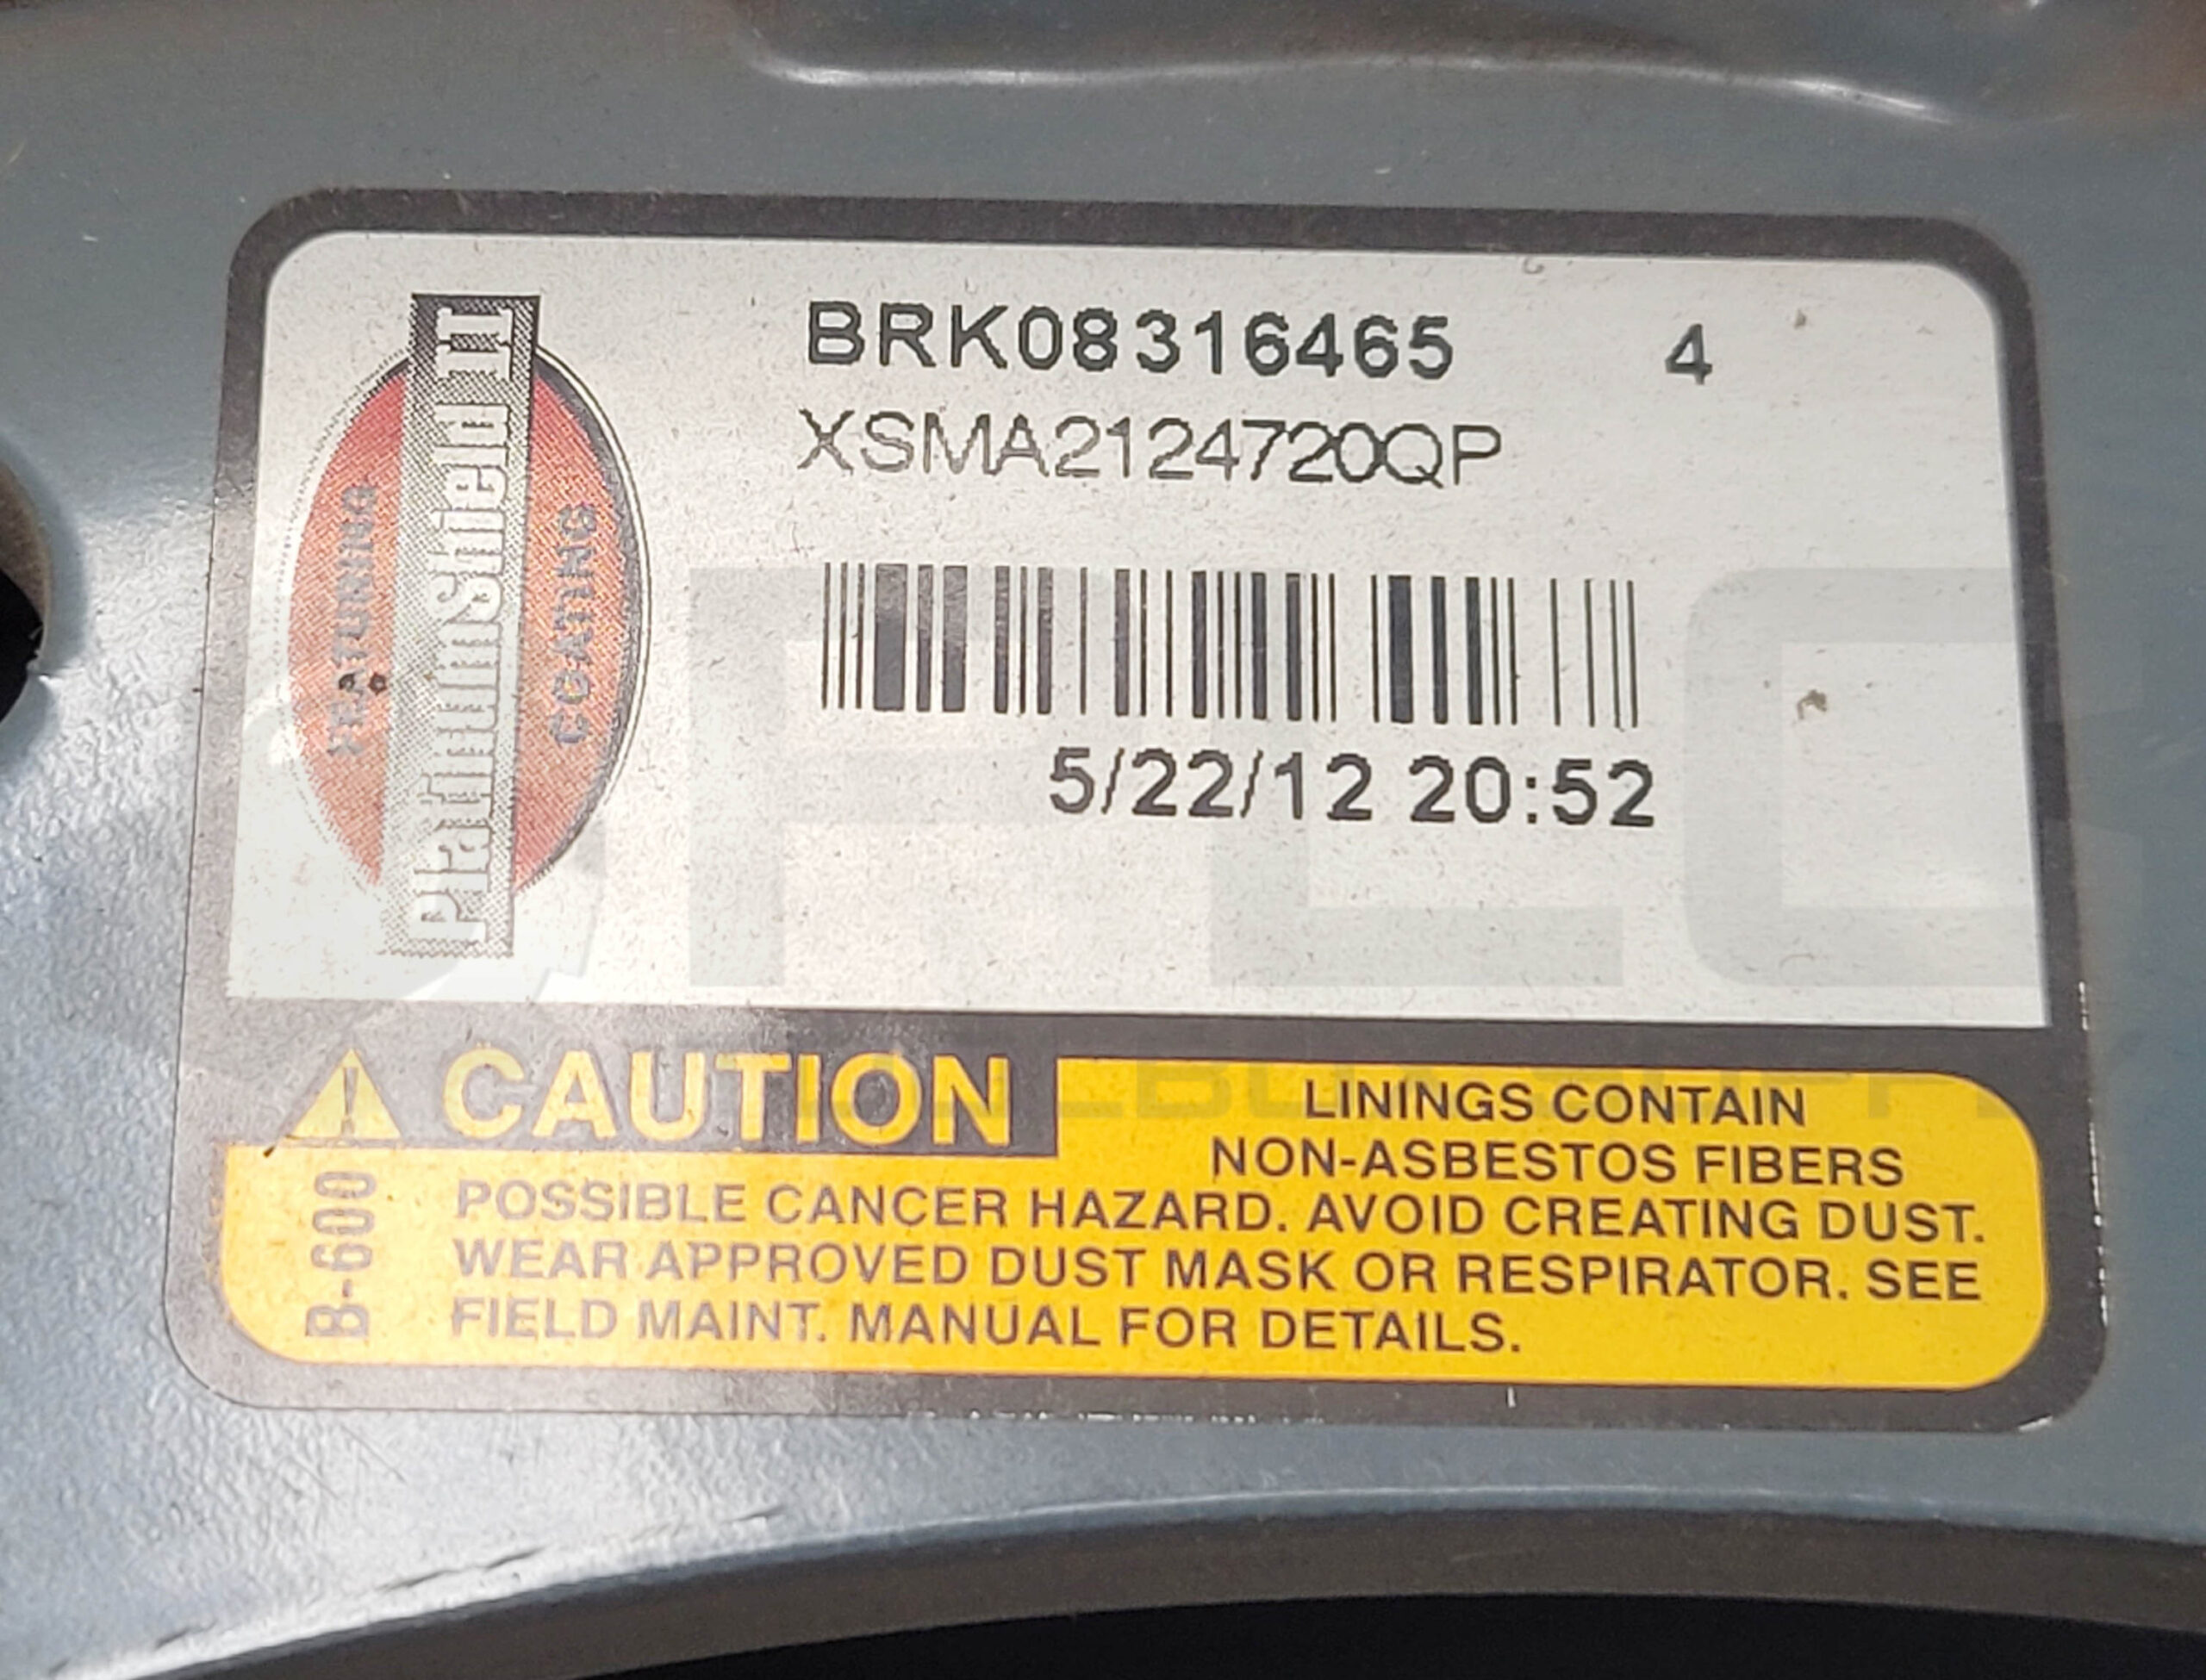 BRK08316465 4
XSMA2124720QP
FEATURING
PlatinumShield II
COATING
5/22/12 20:52
CAUTION
LININGS CONTAIN
NON-ASBESTOS FIBERS
B-600
POSSIBLE CANCER HAZARD. AVOID CREATING DUST.
WEAR APPROVED DUST MASK OR RESPIRATOR. SEE
FIELD MAINT. MANUAL FOR DETAILS.